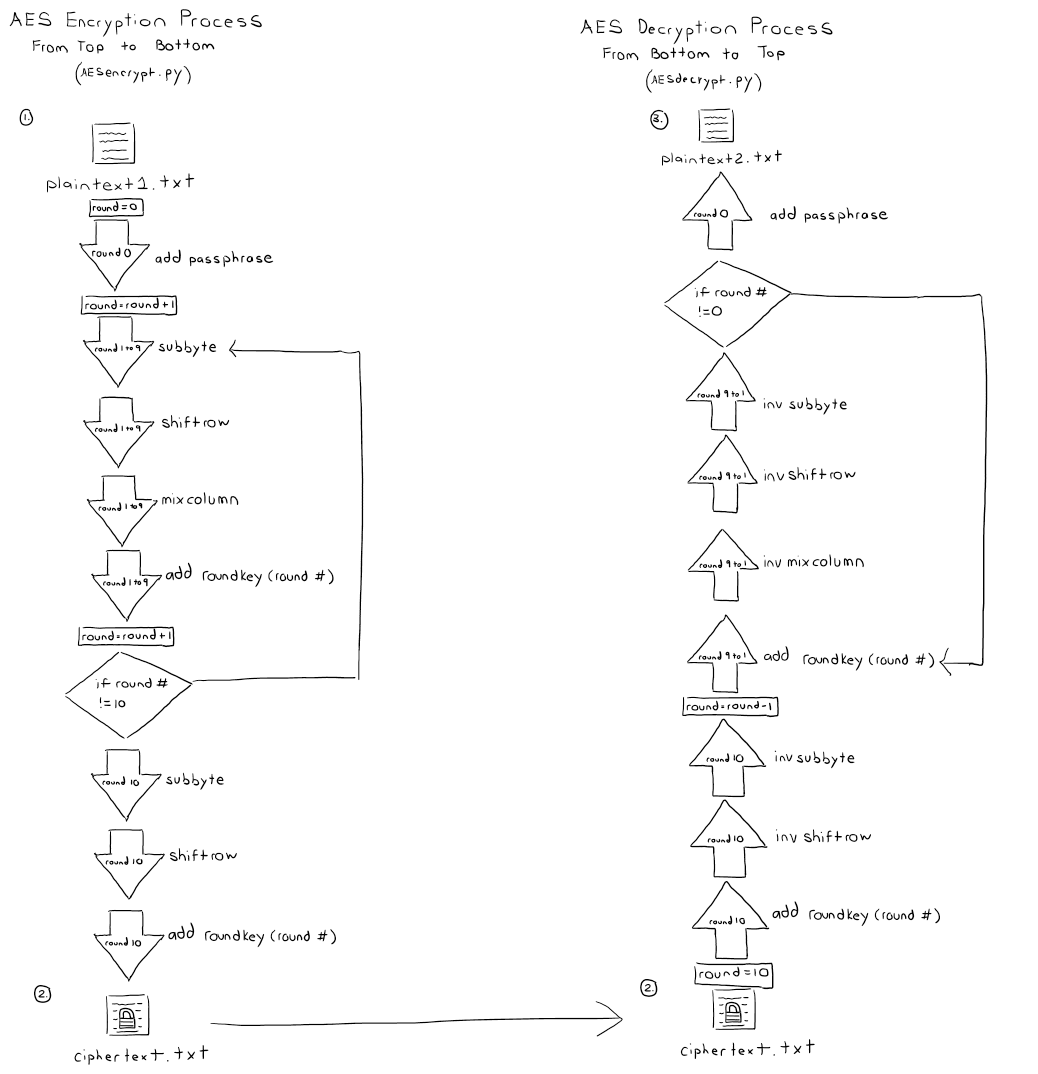 AES Encryption Process
From Top to Bottom
(AESencrypt.py)
1.
plaintext1.txt
round=0
round 0
add passphrase
round=round+1
round 1 to 9
subbyte
round 1 to 9
shiftrow
round 1 to 9
mixcolumn
round 1 to 9
add roundkey (round #)
round=round+1
if round #
!=10
round 10
subbyte
round 10
shiftrow
round 10
add roundkey (round #)
2.
ciphertext.txt
AES Decryption Process
From Bottom to Top
(AESdecrypt.py)
3.
plaintext2.txt
round 0
add passphrase
if round #
!=0
round 9 to 1
inv subbyte
round 9 to 1
inv shiftrow
round 9 to 1
inv mixcolumn
round 9 to 1
add roundkey (round #)
round=round-1
round 10
inv subbyte
round 10
inv shiftrow
round 10
add roundkey (round #)
round=10
2.
ciphertext.txt